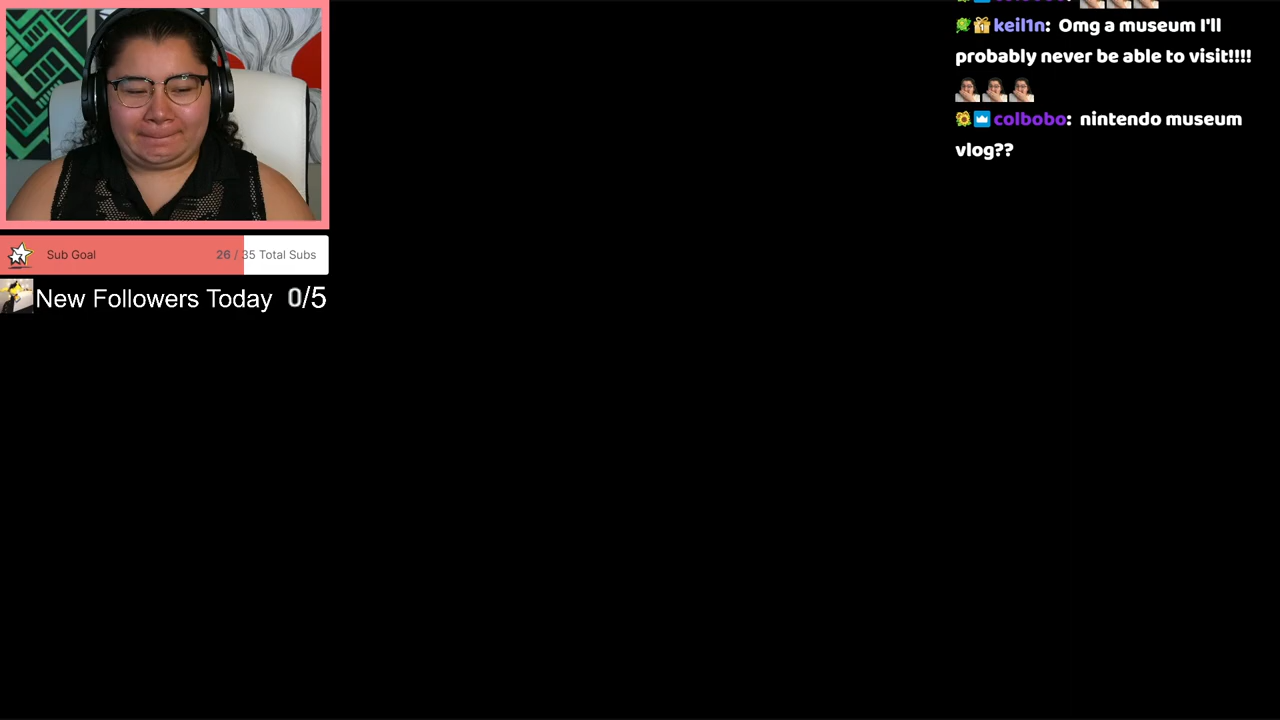 Sub Goal 26 / 35 Total Subs
New Followers Today 0/5
keil1n: Omg a museum I'll
probably never be able to visit!!!!
colbobo: nintendo museum
vlog??